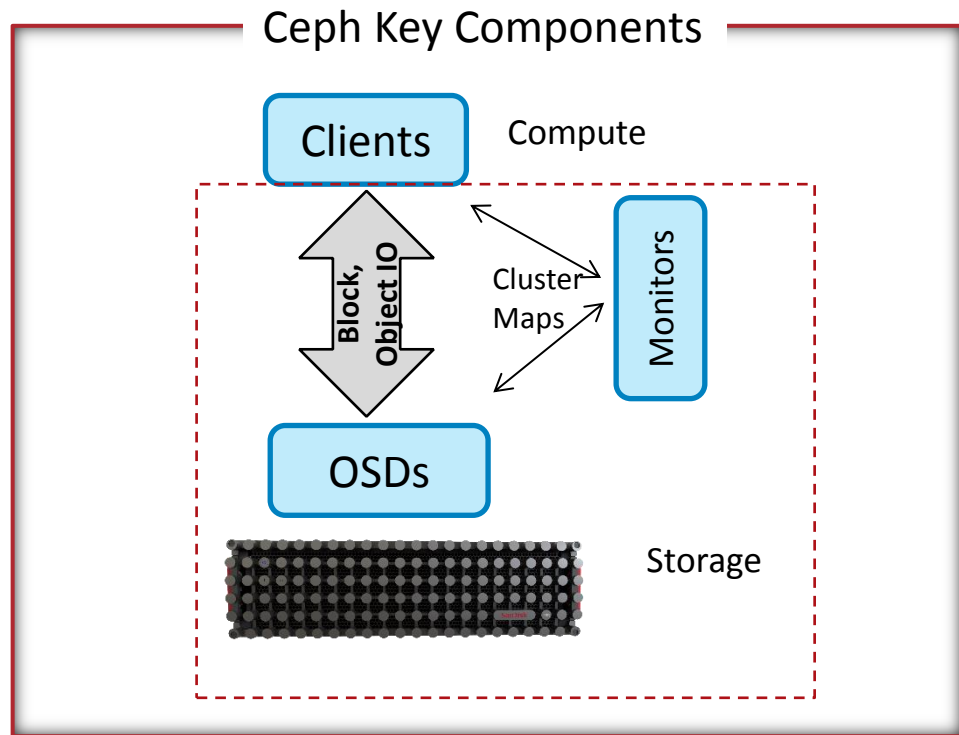 Ceph Key Components
Clients
Compute
Block,
Object IO
Cluster
Maps
Monitors
OSDs
Storage